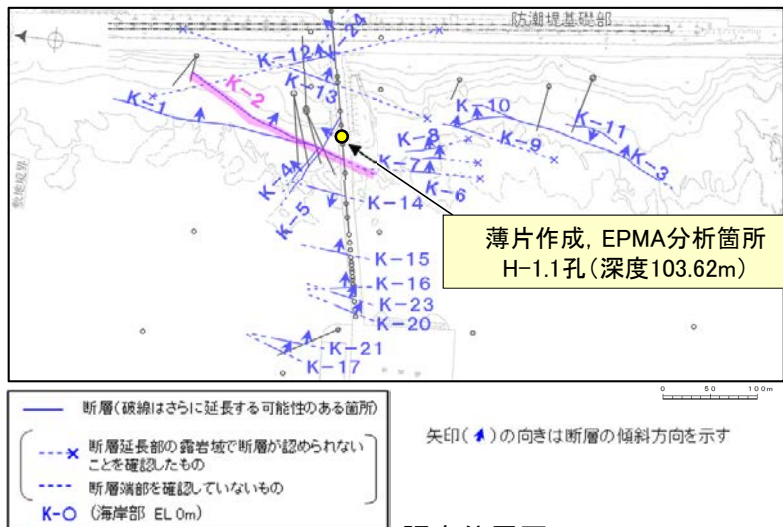 防潮堤基礎部
K-24
K-12
K-13
K-2
K-1
K-10
K-11
K-8
K-9
K-3
K-7
K-6
K-4
K-5
K-14
敷地境界
薄片作成, EPMA分析箇所
H-1.1孔(深度103.62m)
K-15
K-16
K-23
K-20
K-21
K-17
0 50 100m
断層(破線はさらに延長する可能性のある箇所)
断層延長部の露岩域で断層が認められない
ことを確認したもの
断層端部を確認していないもの
K-○ (海岸部 EL 0m)
矢印( )の向きは断層の傾斜方向を示す